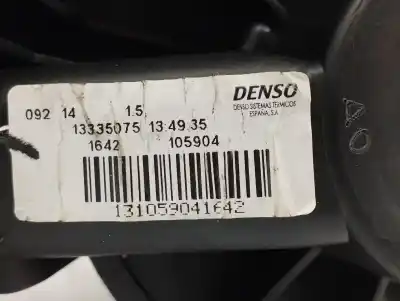 092 14 1.5
DENSO
DENSO SISTEMAS TERMICOS
ESPAÑA, S.A
13335075 13:49:35
1642 105904
131059041642